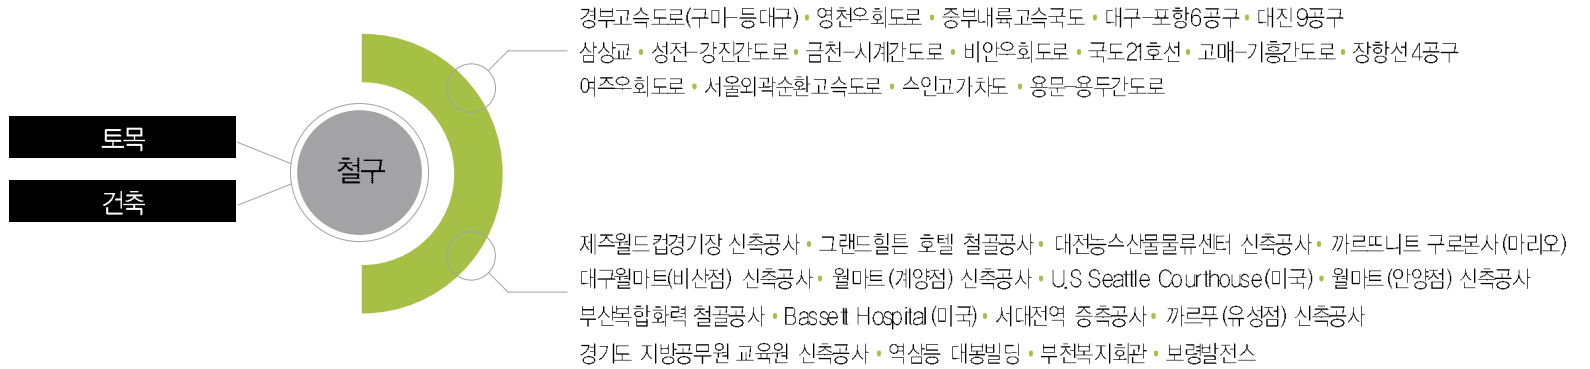 경부고속도로(구미-동대구) • 영천우회도로 • 중부내륙고속국도 • 대구-포항6공구 • 대진9공구
삼상교 • 성전-강진간도로 • 금천-시계간도로 • 비안우회도로 • 국도21호선 • 고매-기흥간도로 • 장항선4공구
여주우회도로 • 서울외곽순환고속도로 • 수인고가차도 • 용문-용두간도로
토목
철구
건축
제주월드컵경기장 신축공사 • 그랜드힐튼 호텔 철골공사 • 대전농수산물물류센터 신축공사 • 까르뜨니트 구로본사(마리오)
대구월마트(비산점) 신축공사 • 월마트(계양점) 신축공사 • U.S Seattle Courthouse(미국) • 월마트(안양점) 신축공사
부산복합화력 철골공사 • Bassett Hospital(미국) • 서대전역 증축공사 • 까르푸(유성점) 신축공사
경기도 지방공무원 교육원 신축공사 • 역삼동 대봉빌딩 • 부천복지회관 • 보령발전소